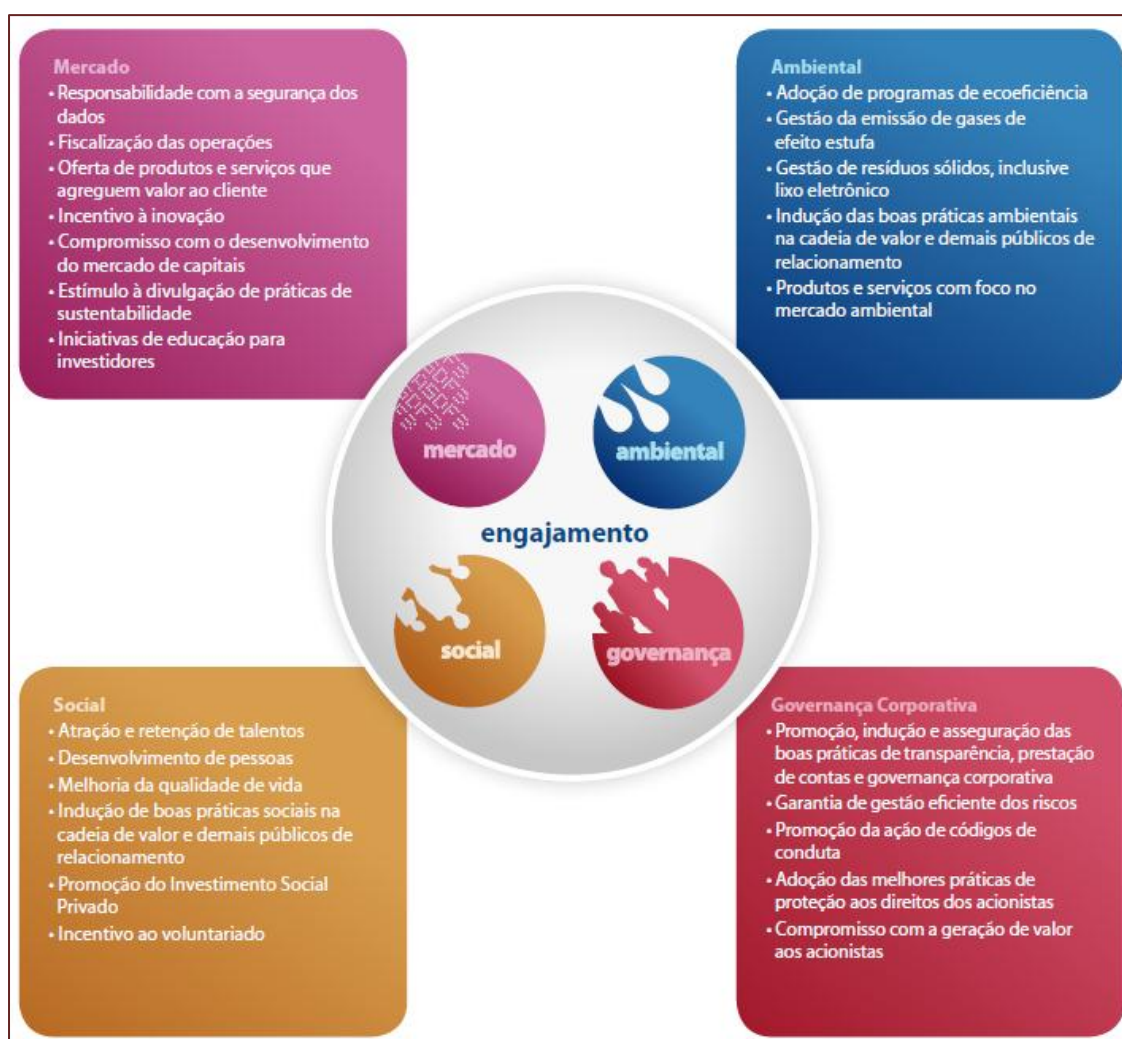 Mercado
• Responsabilidade com a segurança dos
dados
• Fiscalização das operações
• Oferta de produtos e serviços que
agreguem valor ao cliente
• Incentivo à inovação
• Compromisso com o desenvolvimento
do mercado de capitais
• Estímulo à divulgação de práticas de
sustentabilidade
• Iniciativas de educação para
investidores
Ambiental
• Adoção de programas de ecoeficiência
• Gestão da emissão de gases de
efeito estufa
• Gestão de resíduos sólidos, inclusive
lixo eletrônico
• Indução das boas práticas ambientais
na cadeia de valor e demais públicos de
relacionamento
• Produtos e serviços com foco no
mercado ambiental
mercado
ambiental
engajamento
social
governança
Social
• Atração e retenção de talentos
• Desenvolvimento de pessoas
• Melhoria da qualidade de vida
• Indução de boas práticas sociais na
cadeia de valor e demais públicos de
relacionamento
• Promoção do Investimento Social
Privado
• Incentivo ao voluntariado
Governança Corporativa
• Promoção, indução e asseguração das
boas práticas de transparência, prestação
de contas e governança corporativa
• Garantia de gestão eficiente dos riscos
• Promoção da ação de códigos de
conduta
• Adoção das melhores práticas de
proteção aos direitos dos acionistas
• Compromisso com a geração de valor
aos acionistas